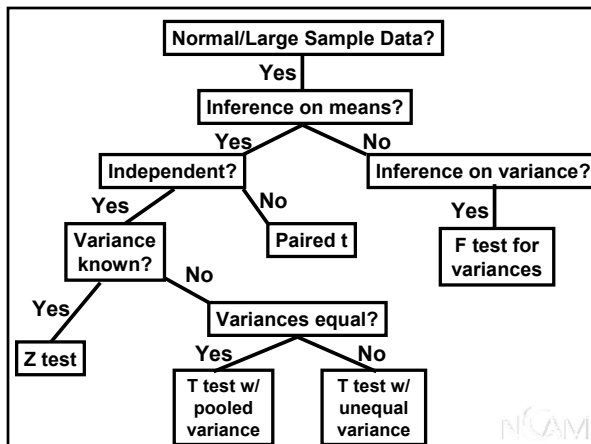 Normal/Large Sample Data?
Yes
Inference on means?
Yes
No
Independent?
Inference on variance?
Yes
No
Yes
Variance
known?
Paired t
F test for
variances
Yes
No
Variances equal?
Z test
Yes
No
T test w/
pooled
variance
T test w/
unequal
variance